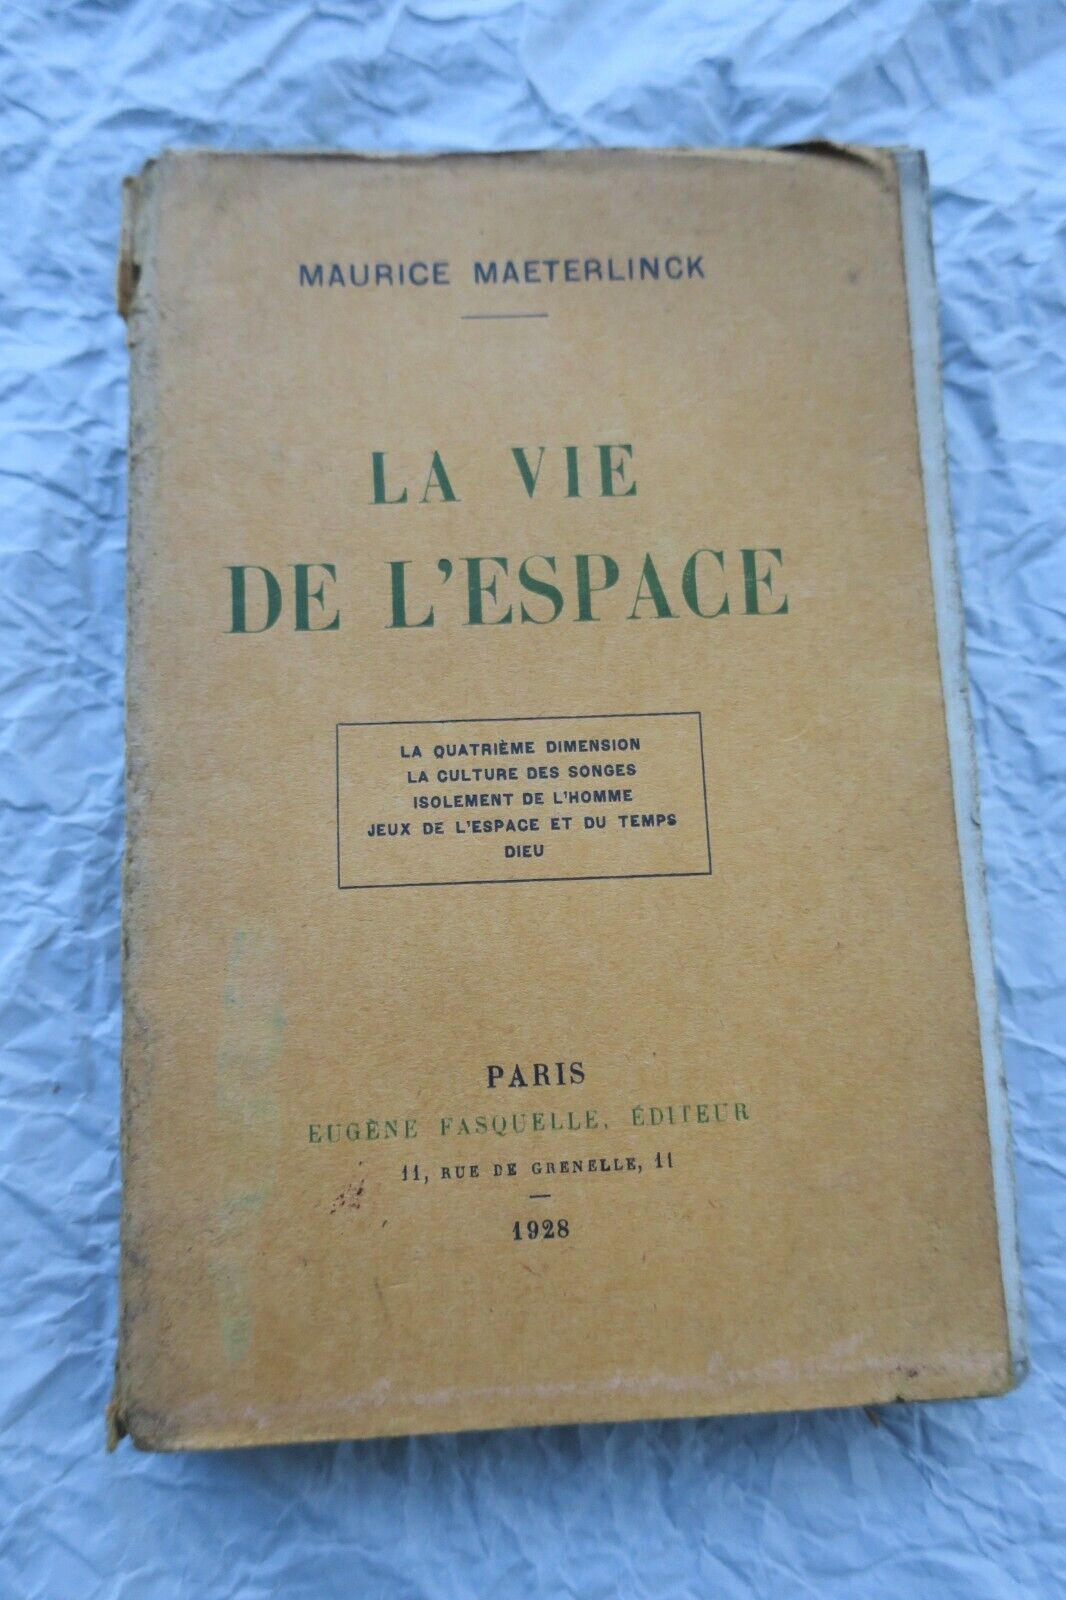 MAURICE MAETERLINCK
LA VIE
DE L'ESPACE
LA QUATRIÈME DIMENSION
LA CULTURE DES SONGES
ISOLEMENT DE L'HOMME
JEUX DE L'ESPACE ET DU TEMPS
DIEU
PARIS
EUGÈNE FASQUELLE, ÉDITEUR
11, RUE DE GRENELLE, 11
1928